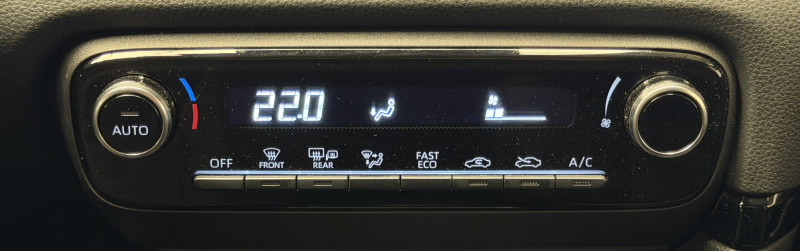 22.0
AUTO
OFF
FRONT
REAR
FAST
ECO
A/C